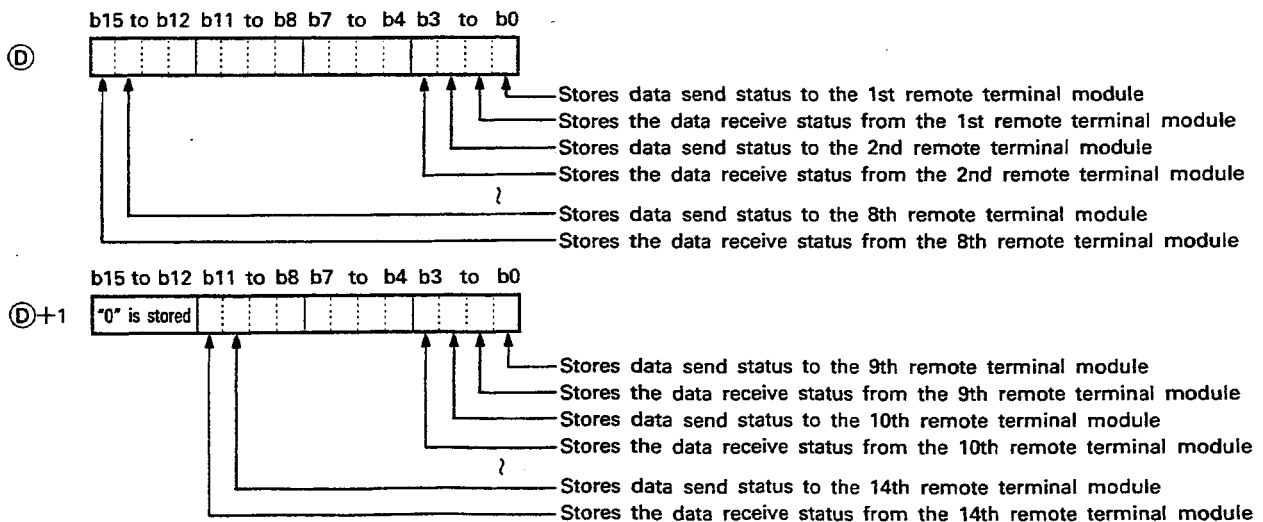 b15 to b12 b11 to b8 b7 to b4 b3 to b0
Ⓓ
Stores data send status to the 1st remote terminal module
Stores the data receive status from the 1st remote terminal module
Stores data send status to the 2nd remote terminal module
Stores the data receive status from the 2nd remote terminal module
≀
Stores data send status to the 8th remote terminal module
Stores the data receive status from the 8th remote terminal module
b15 to b12 b11 to b8 b7 to b4 b3 to b0
Ⓓ+1 "0" is stored
Stores data send status to the 9th remote terminal module
Stores the data receive status from the 9th remote terminal module
Stores data send status to the 10th remote terminal module
Stores the data receive status from the 10th remote terminal module
≀
Stores data send status to the 14th remote terminal module
Stores the data receive status from the 14th remote terminal module